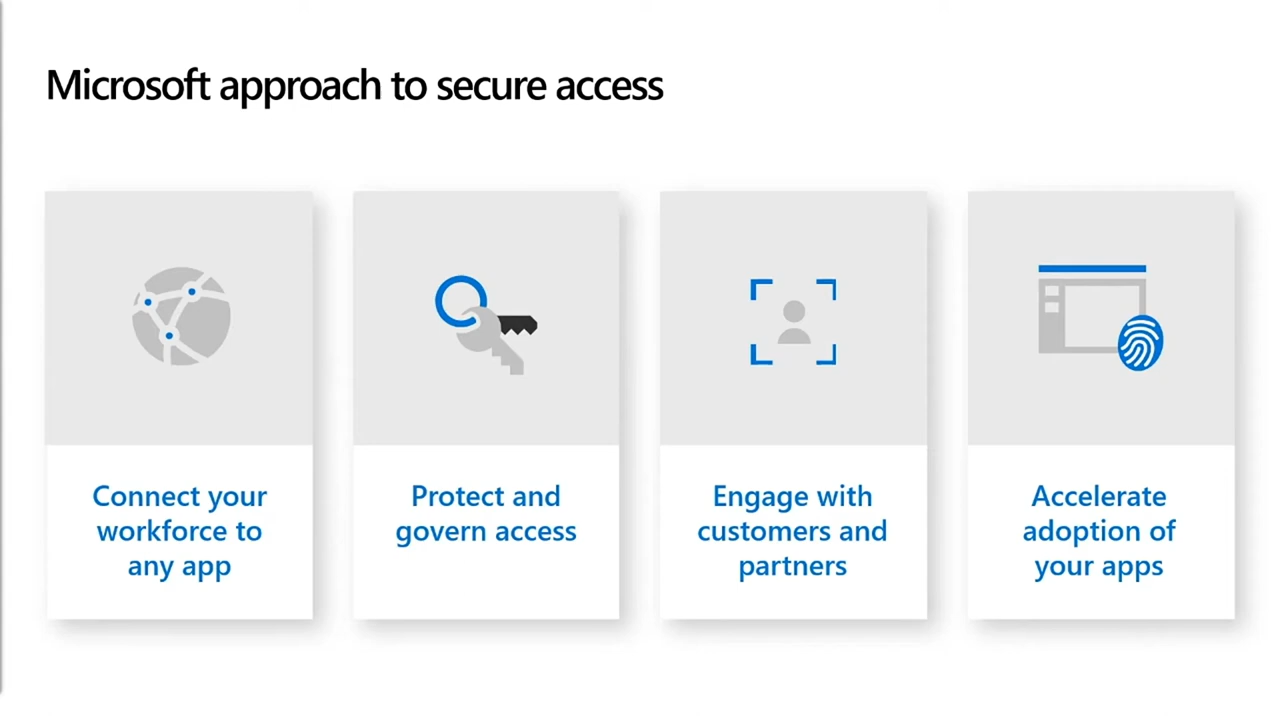 Microsoft approach to secure access
Connect your
workforce to
any app
Protect and
govern access
Engage with
customers and
partners
Accelerate
adoption of
your apps